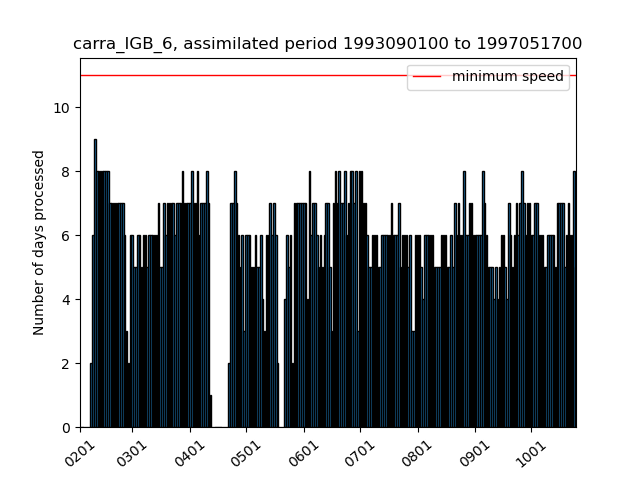 carra_IGB_6, assimilated period 1993090100 to 1997051700
minimum speed
Number of days processed
10
8
6
4
2
0
0201 0301 0401 0501 0601 0701 0801 0901 1001